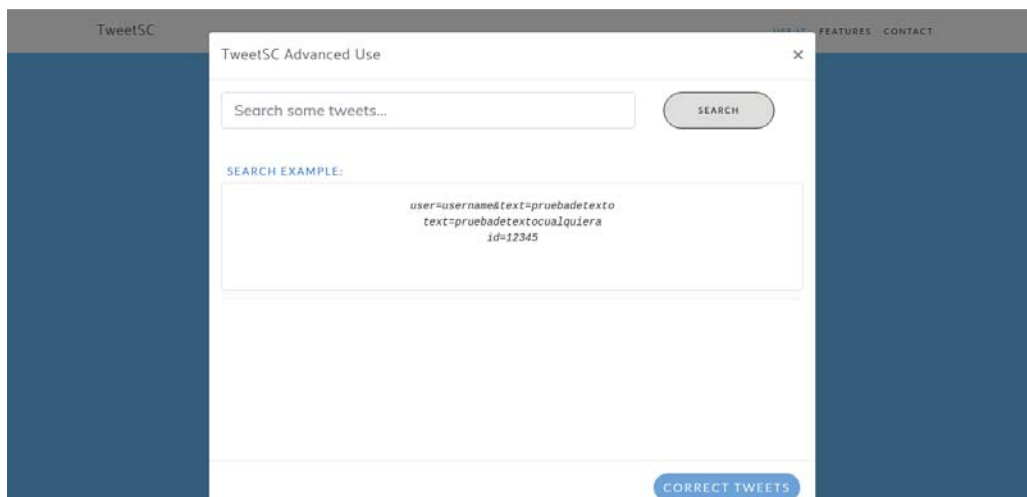 TweetSC
FEATURES CONTACT
TweetSC Advanced Use ×
Search some tweets...
SEARCH
SEARCH EXAMPLE:
user=username&text=pruebadetexto
text=pruebadetextocualquiera
id=12345
CORRECT TWEETS